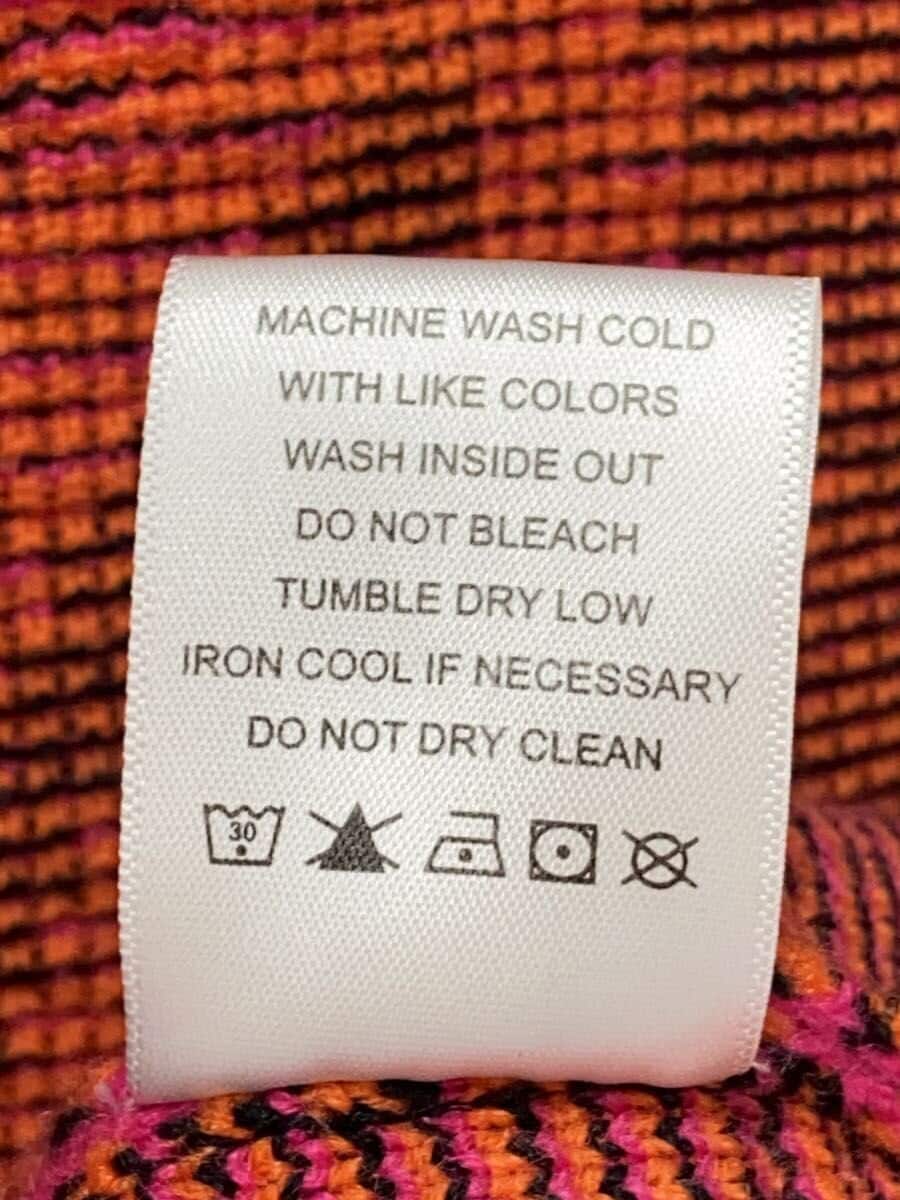 MACHINE WASH COLD
WITH LIKE COLORS
WASH INSIDE OUT
DO NOT BLEACH
TUMBLE DRY LOW
IRON COOL IF NECESSARY
DO NOT DRY CLEAN
30